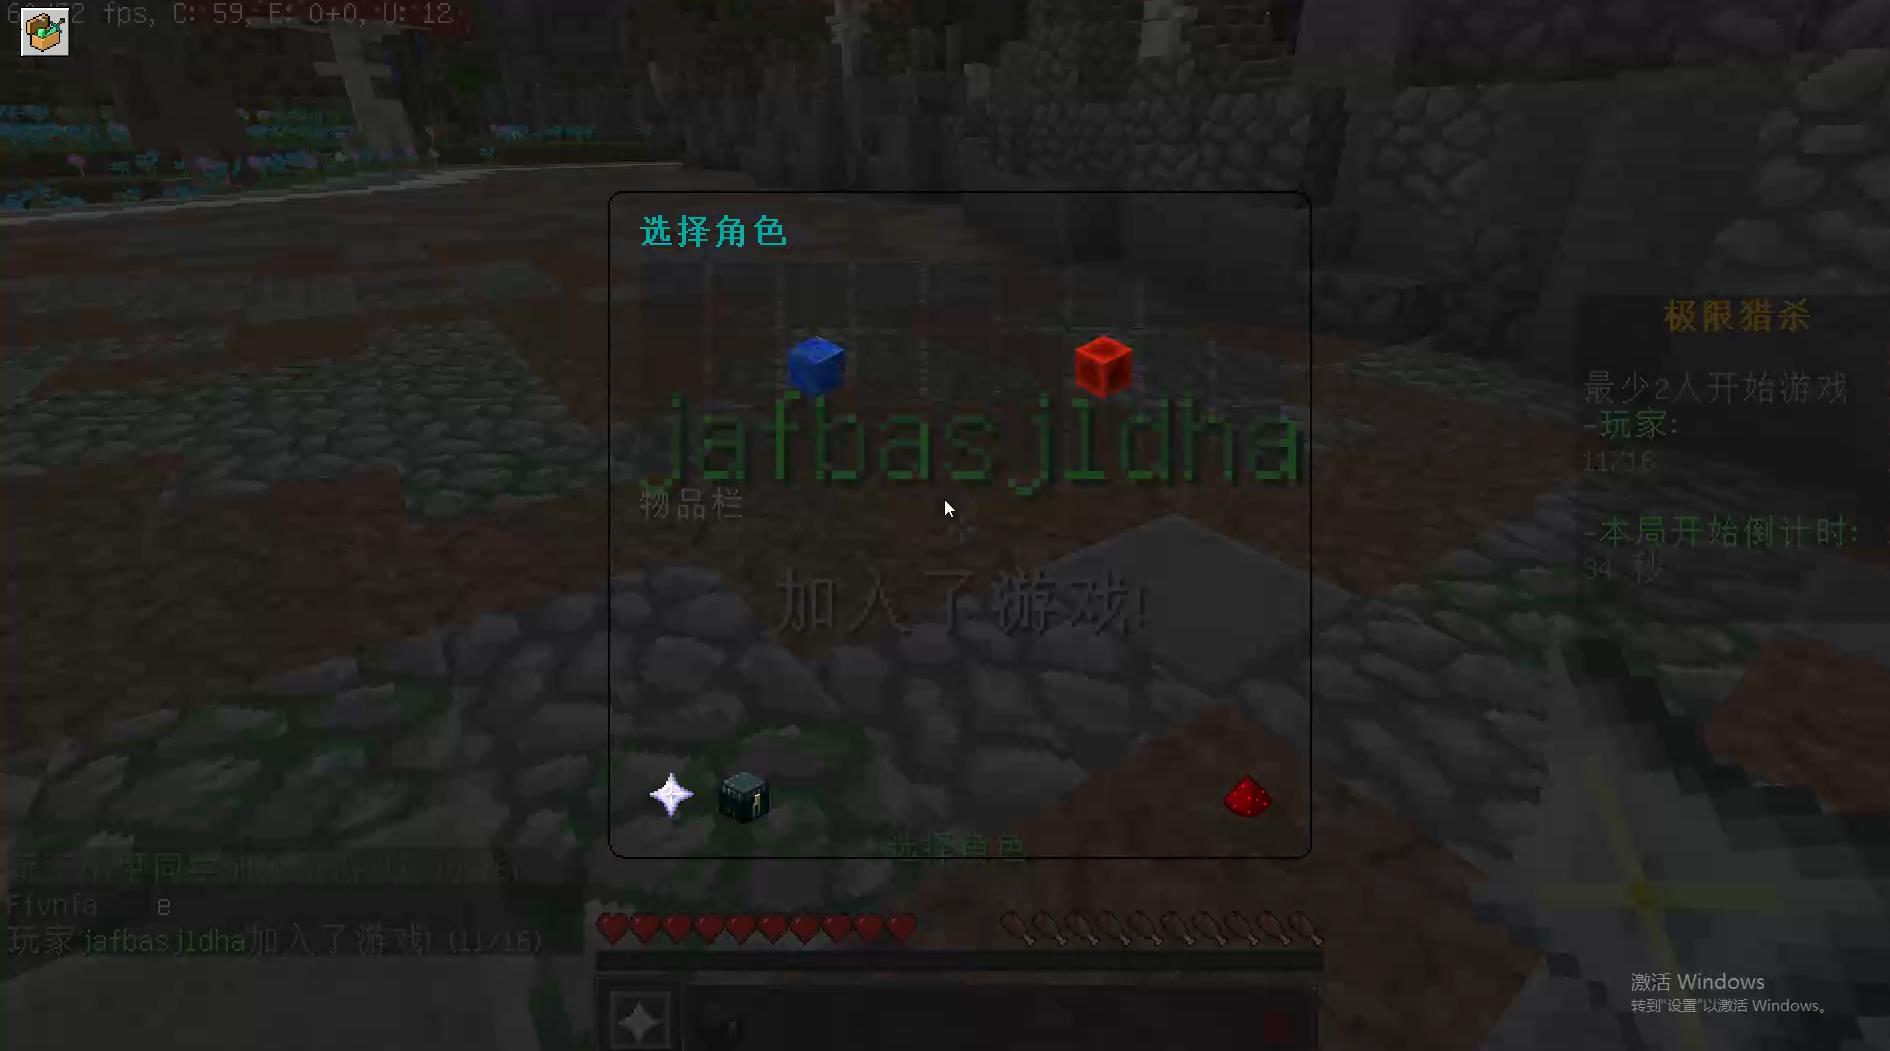 fps, C: 59, E: 0+0, U: 12
选择角色
极限猎杀
最少2人开始游戏
-玩家:
11/16
jafbasjldha
物品栏
-本局开始倒计时:
34 秒
加入了游戏!
选择角色
Ffvnfa e
玩家jafbasjldha加入了游戏! (11/16)
激活 Windows
转到"设置"以激活 Windows。